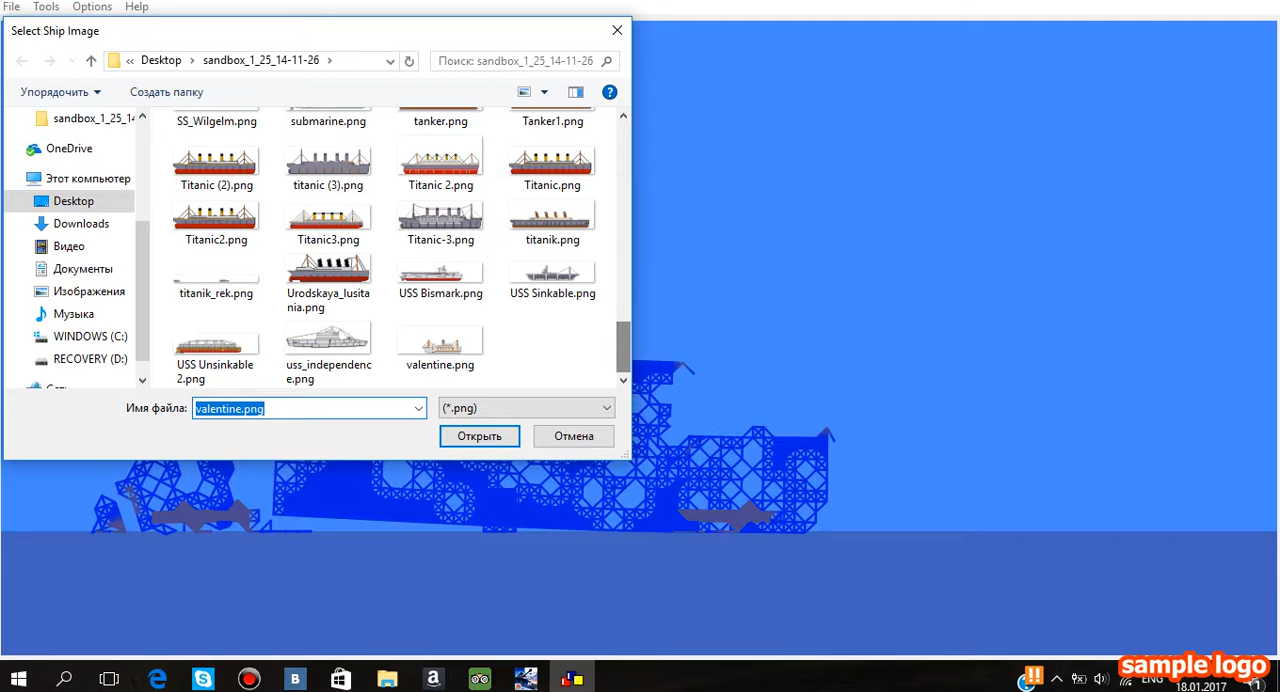 File Tools Options Help
Select Ship Image
« Desktop › sandbox_1_25_14-11-26 ›
Поиск: sandbox_1_25_14-11-26
Упорядочить Создать папку
sandbox_1_25_14
OneDrive
Этот компьютер
Desktop
Downloads
Видео
Документы
Изображения
Музыка
WINDOWS (C:)
RECOVERY (D:)
SS_Wilgelm.png submarine.png tanker.png Tanker1.png
Titanic (2).png titanic (3).png Titanic 2.png Titanic.png
Titanic2.png Titanic3.png Titanic-3.png titanik.png
titanik_rek.png Urodskaya_lusita USS Bismark.png USS Sinkable.png
nia.png
USS Unsinkable uss_independenc valentine.png
2.png e.png
Имя файла: valentine.png (*.png)
Открыть Отмена
sample logo
ENG
18.01.2017